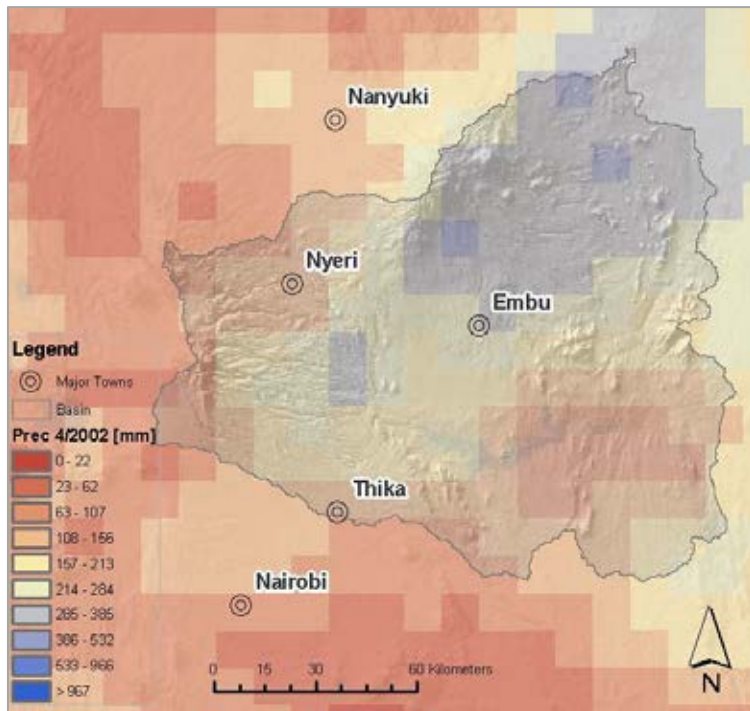 Nanyuki
Nyeri
Embu
Thika
Nairobi
Legend
Major Towns
Basin
Prec 4/2002 [mm]
0 - 22
23 - 62
63 - 107
108 - 156
157 - 213
214 - 284
285 - 385
386 - 532
533 - 966
> 967
0 15 30 60 Kilometers
N